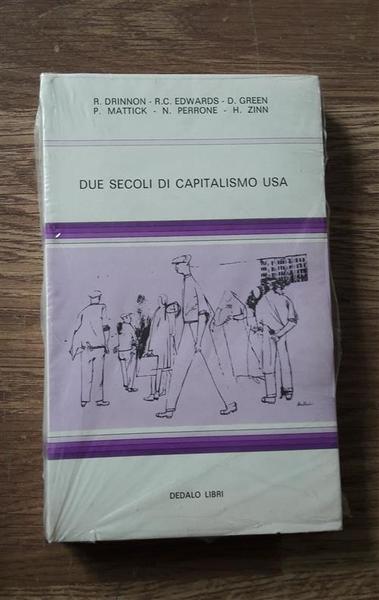 R. DRINNON - R.C. EDWARDS - D. GREEN
P. MATTICK - N. PERRONE - H. ZINN
DUE SECOLI DI CAPITALISMO USA
DEDALO LIBRI